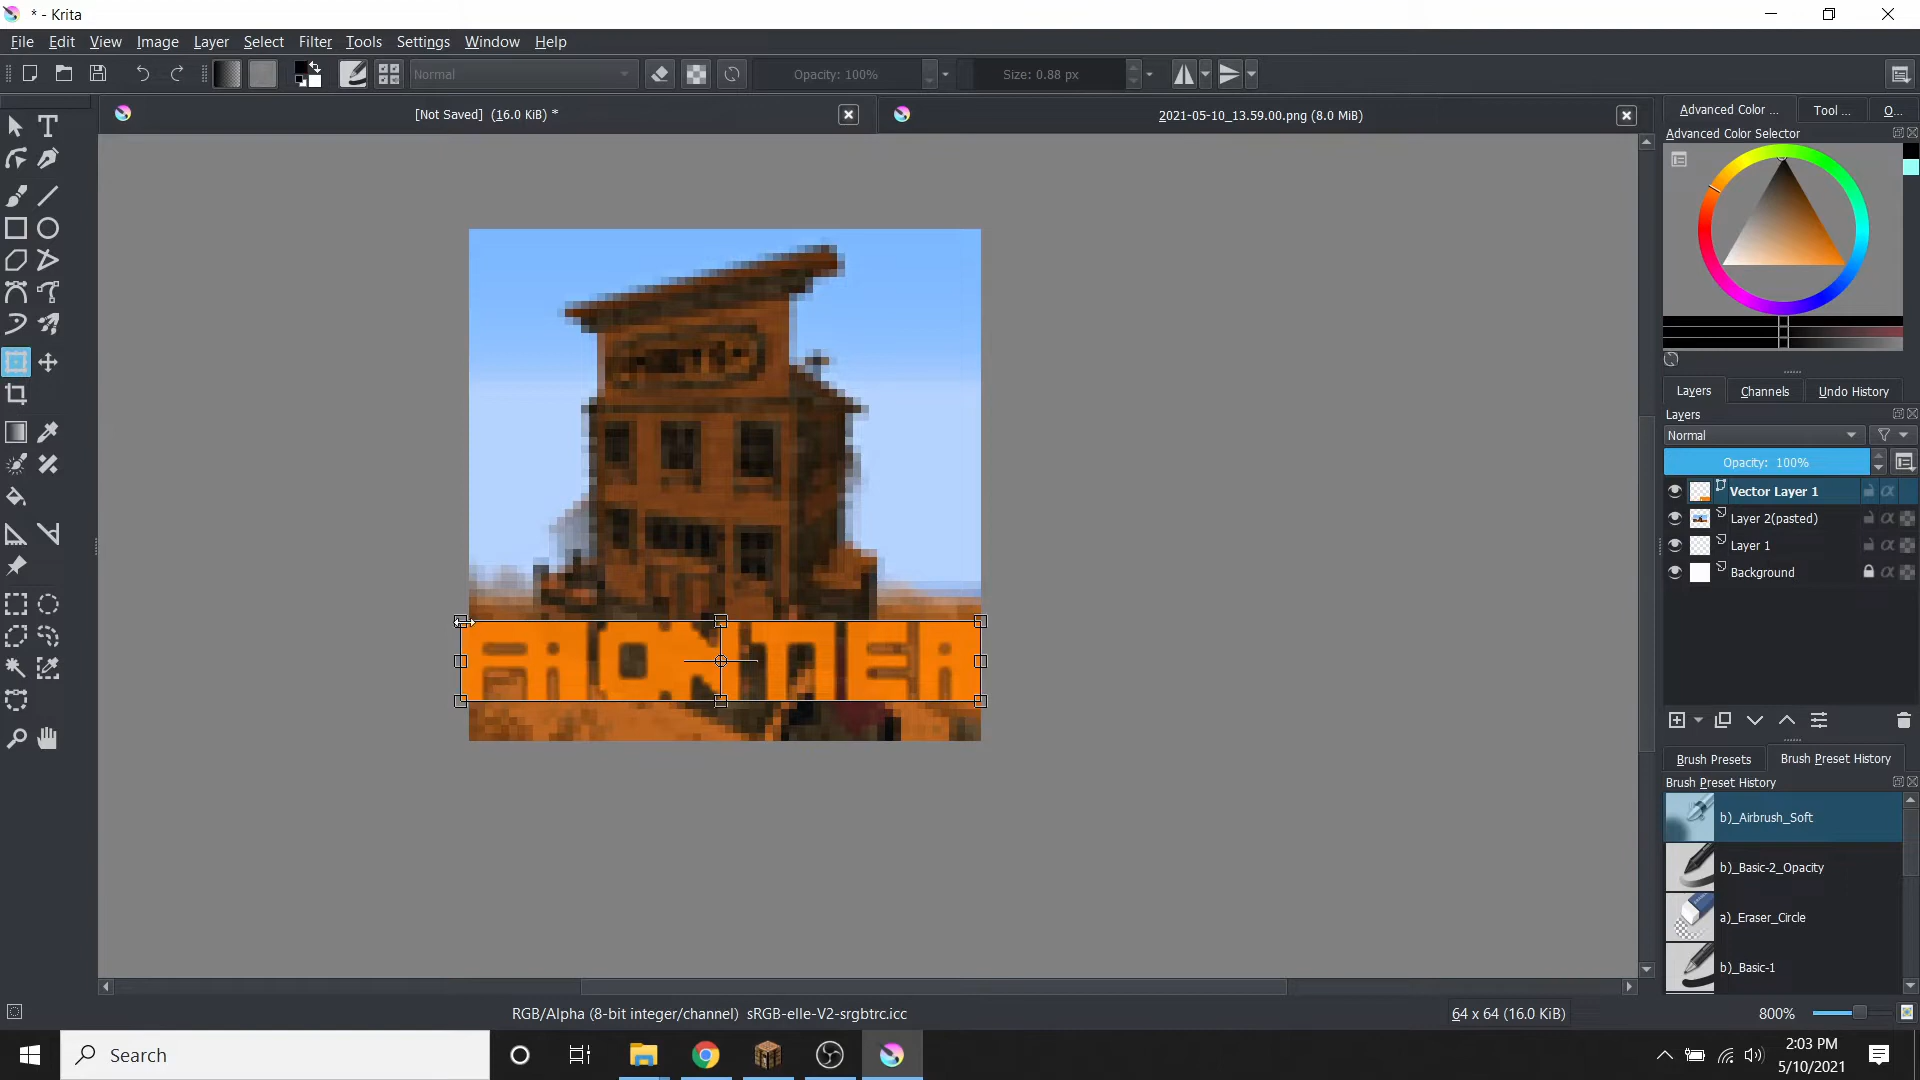 * - Krita
File Edit View Image Layer Select Filter Tools Settings Window Help
Normal Opacity: 100% Size: 0.88 px
[Not Saved] (16.0 KiB) * 2021-05-10_13.59.00.png (8.0 MiB)
Advanced Color ... Tool ... O...
Advanced Color Selector
FRONTIER
Layers Channels Undo History
Layers
Normal
Opacity: 100%
Vector Layer 1
Layer 2(pasted)
Layer 1
Background
Brush Presets Brush Preset History
Brush Preset History
b)_Airbrush_Soft
b)_Basic-2_Opacity
a)_Eraser_Circle
b)_Basic-1
RGB/Alpha (8-bit integer/channel) sRGB-elle-V2-srgbtrc.icc 64 x 64 (16.0 KiB) 800%
Search
2:03 PM
5/10/2021